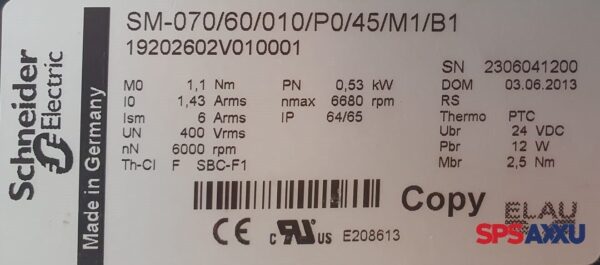 Schneider Electric
Made in Germany
SM-070/60/010/P0/45/M1/B1
19202602V010001
SN 2306041200
M0 1,1 Nm PN 0,53 kW DOM 03.06.2013
I0 1,43 Arms nmax 6680 rpm RS
Ism 6 Arms IP 64/65 Thermo PTC
UN 400 Vrms Ubr 24 VDC
nN 6000 rpm Pbr 12 W
Th-Cl F SBC-F1 Mbr 2,5 Nm
Copy
ELAU
CE c RU US E208613
SPSAXXU